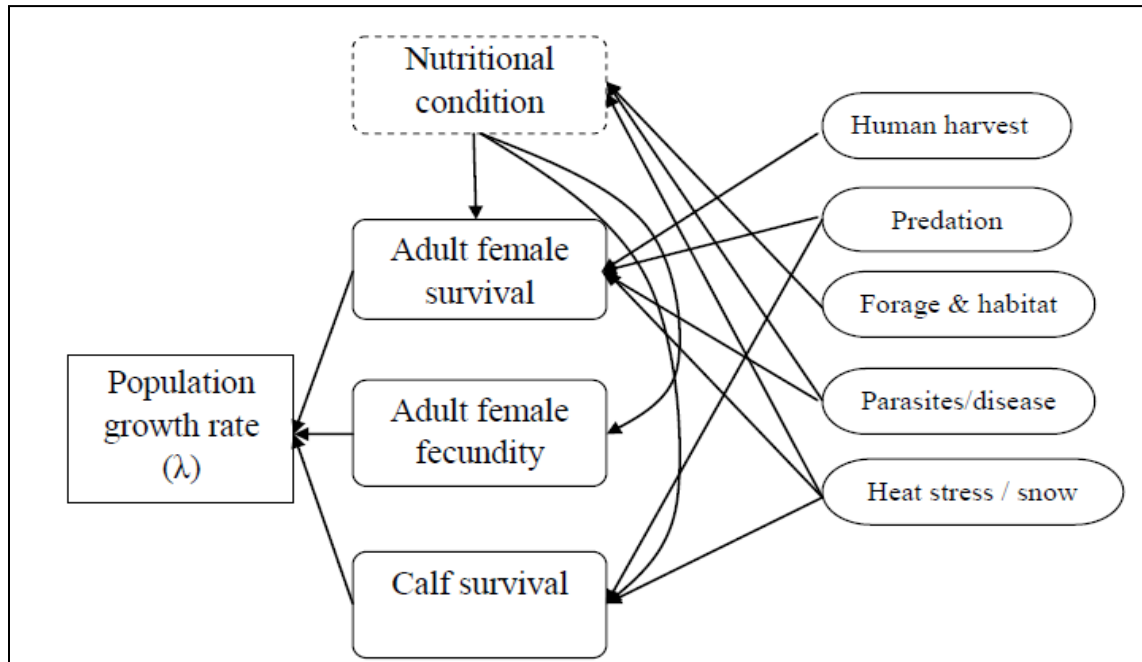 Nutritional
condition
Human harvest
Predation
Adult female
survival
Forage & habitat
Population
growth rate
(λ)
Adult female
fecundity
Parasites/disease
Heat stress / snow
Calf survival